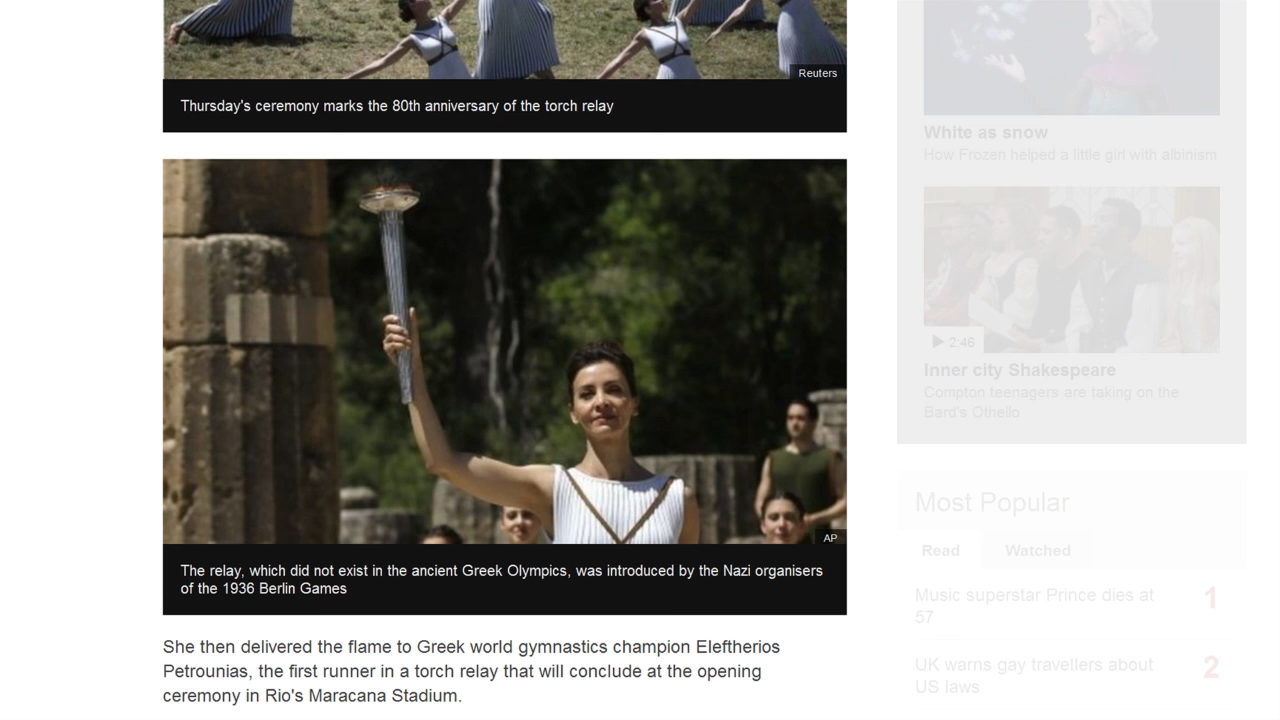 Reuters
Thursday's ceremony marks the 80th anniversary of the torch relay
AP
The relay, which did not exist in the ancient Greek Olympics, was introduced by the Nazi organisers
of the 1936 Berlin Games
She then delivered the flame to Greek world gymnastics champion Eleftherios
Petrounias, the first runner in a torch relay that will conclude at the opening
ceremony in Rio's Maracana Stadium.
White as snow
How Frozen helped a little girl with albinism
2:46
Inner city Shakespeare
Compton teenagers are taking on the
Bard's Othello
Most Popular
Read Watched
Music superstar Prince dies at 1
57
UK warns gay travellers about 2
US laws